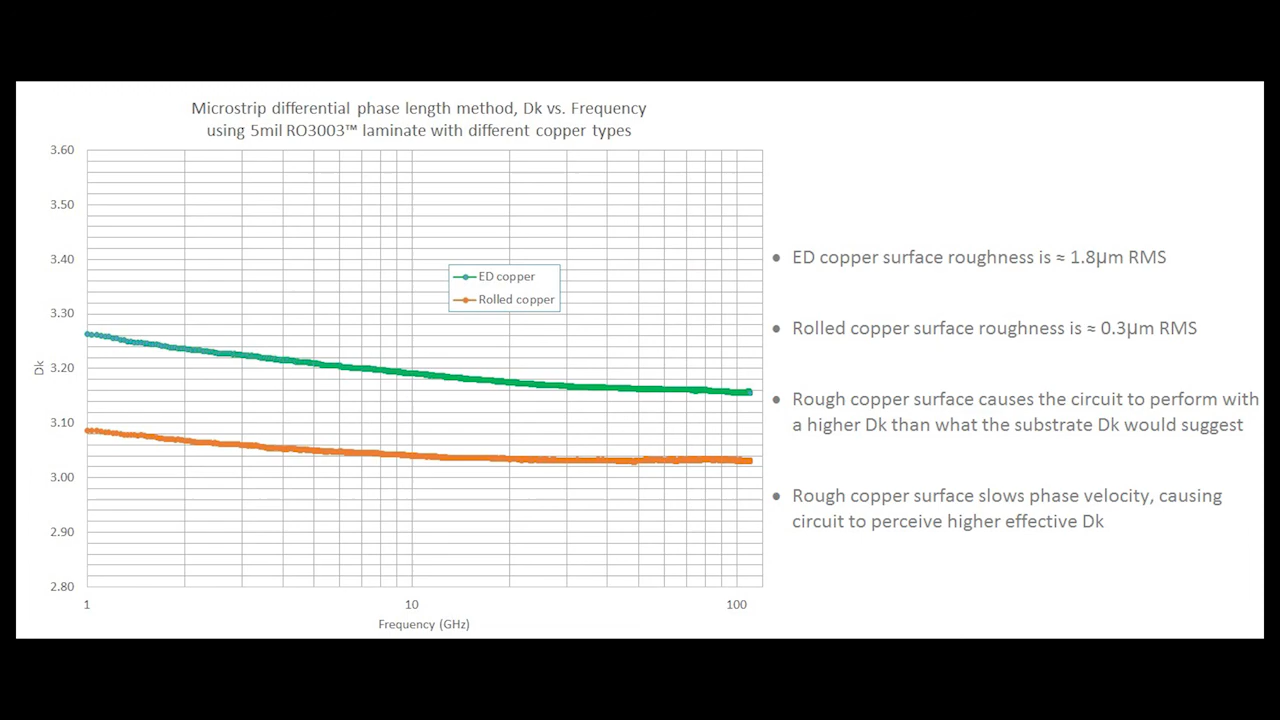 Microstrip differential phase length method, Dk vs. Frequency
using 5mil RO3003™ laminate with different copper types
3.60
3.50
3.40
3.30
3.20
3.10
3.00
2.90
2.80
Dk
ED copper
Rolled copper
1
10
100
Frequency (GHz)
● ED copper surface roughness is ≈ 1.8µm RMS
● Rolled copper surface roughness is ≈ 0.3µm RMS
● Rough copper surface causes the circuit to perform with
a higher Dk than what the substrate Dk would suggest
● Rough copper surface slows phase velocity, causing
circuit to perceive higher effective Dk